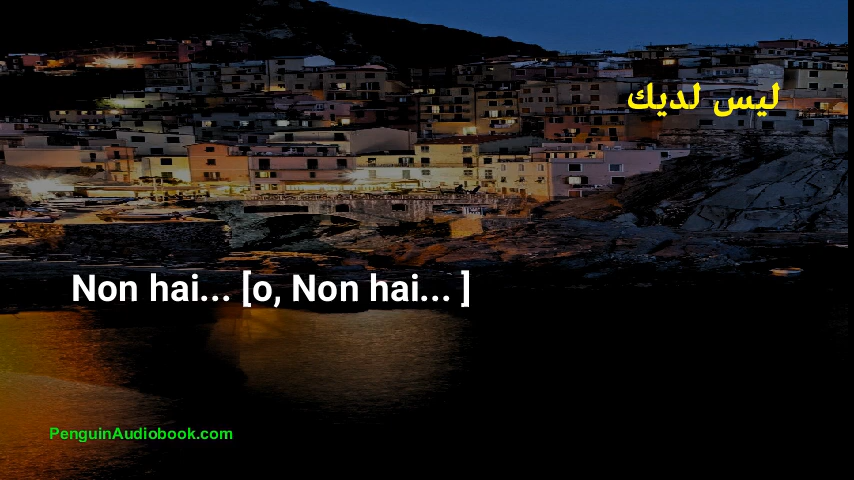 ليس لديك
Non hai... [o, Non hai... ]
PenguinAudiobook.com